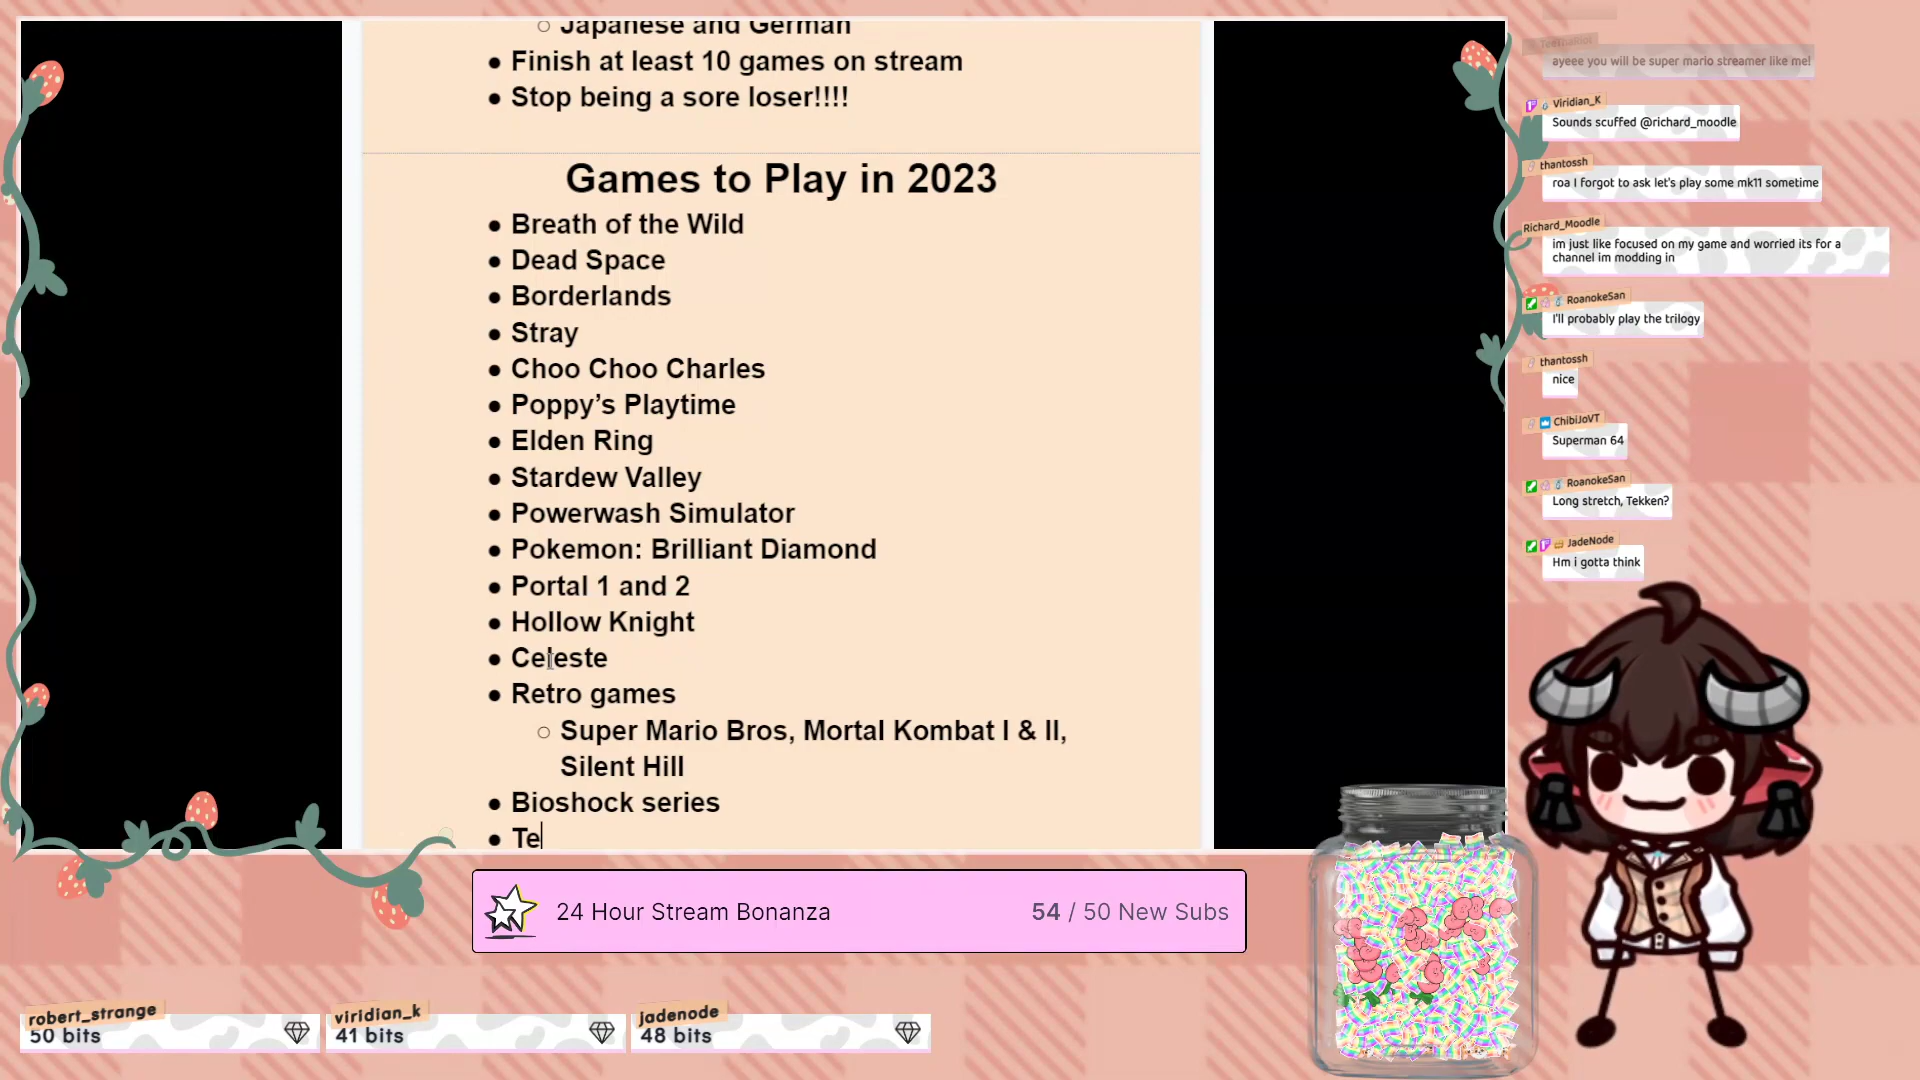 Japanese and German
Finish at least 10 games on stream
Stop being a sore loser!!!!
Games to Play in 2023
Breath of the Wild
Dead Space
Borderlands
Stray
Choo Choo Charles
Poppy’s Playtime
Elden Ring
Stardew Valley
Powerwash Simulator
Pokemon: Brilliant Diamond
Portal 1 and 2
Hollow Knight
Celeste
Retro games
Super Mario Bros, Mortal Kombat I & II,
Silent Hill
Bioshock series
Te
ayeee you will be super mario streamer like me!
Viridian_K
Sounds scuffed @richard_moodle
thantossh
roa I forgot to ask let's play some mk11 sometime
Richard_Moodle
im just like focused on my game and worried its for a
channel im modding in
RoanokeSan
I'll probably play the trilogy
thantossh
nice
ChibiJoVT
Superman 64
RoanokeSan
Long stretch, Tekken?
JadeNode
Hm i gotta think
24 Hour Stream Bonanza
54 / 50 New Subs
robert_strange
50 bits
viridian_k
41 bits
jadenode
48 bits